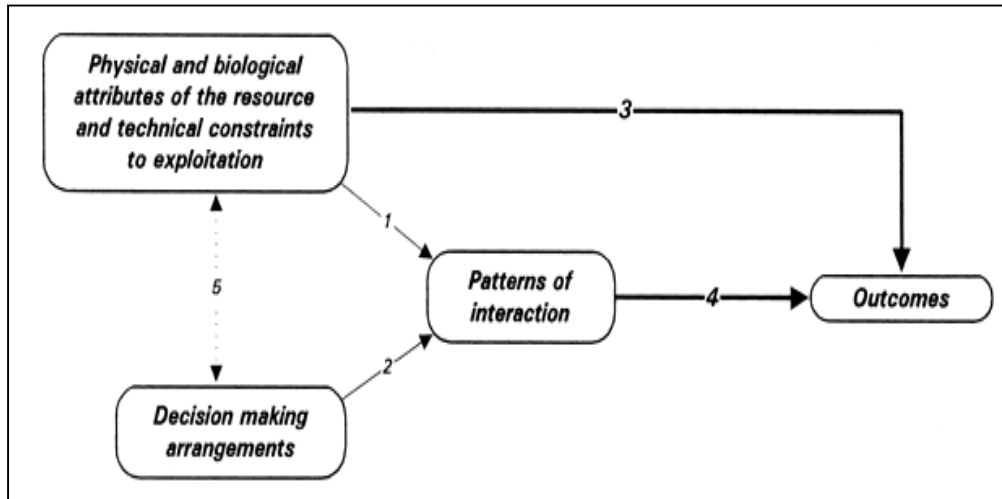 Physical and biological
attributes of the resource
and technical constraints
to exploitation
3
1
5
Patterns of
interaction
4
Outcomes
2
Decision making
arrangements